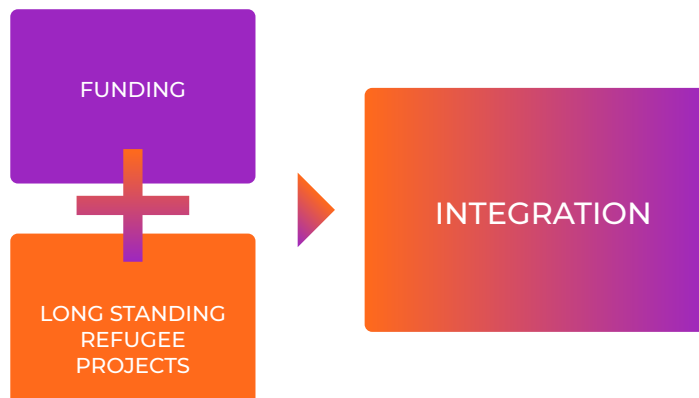 FUNDING
LONG STANDING
REFUGEE
PROJECTS
INTEGRATION